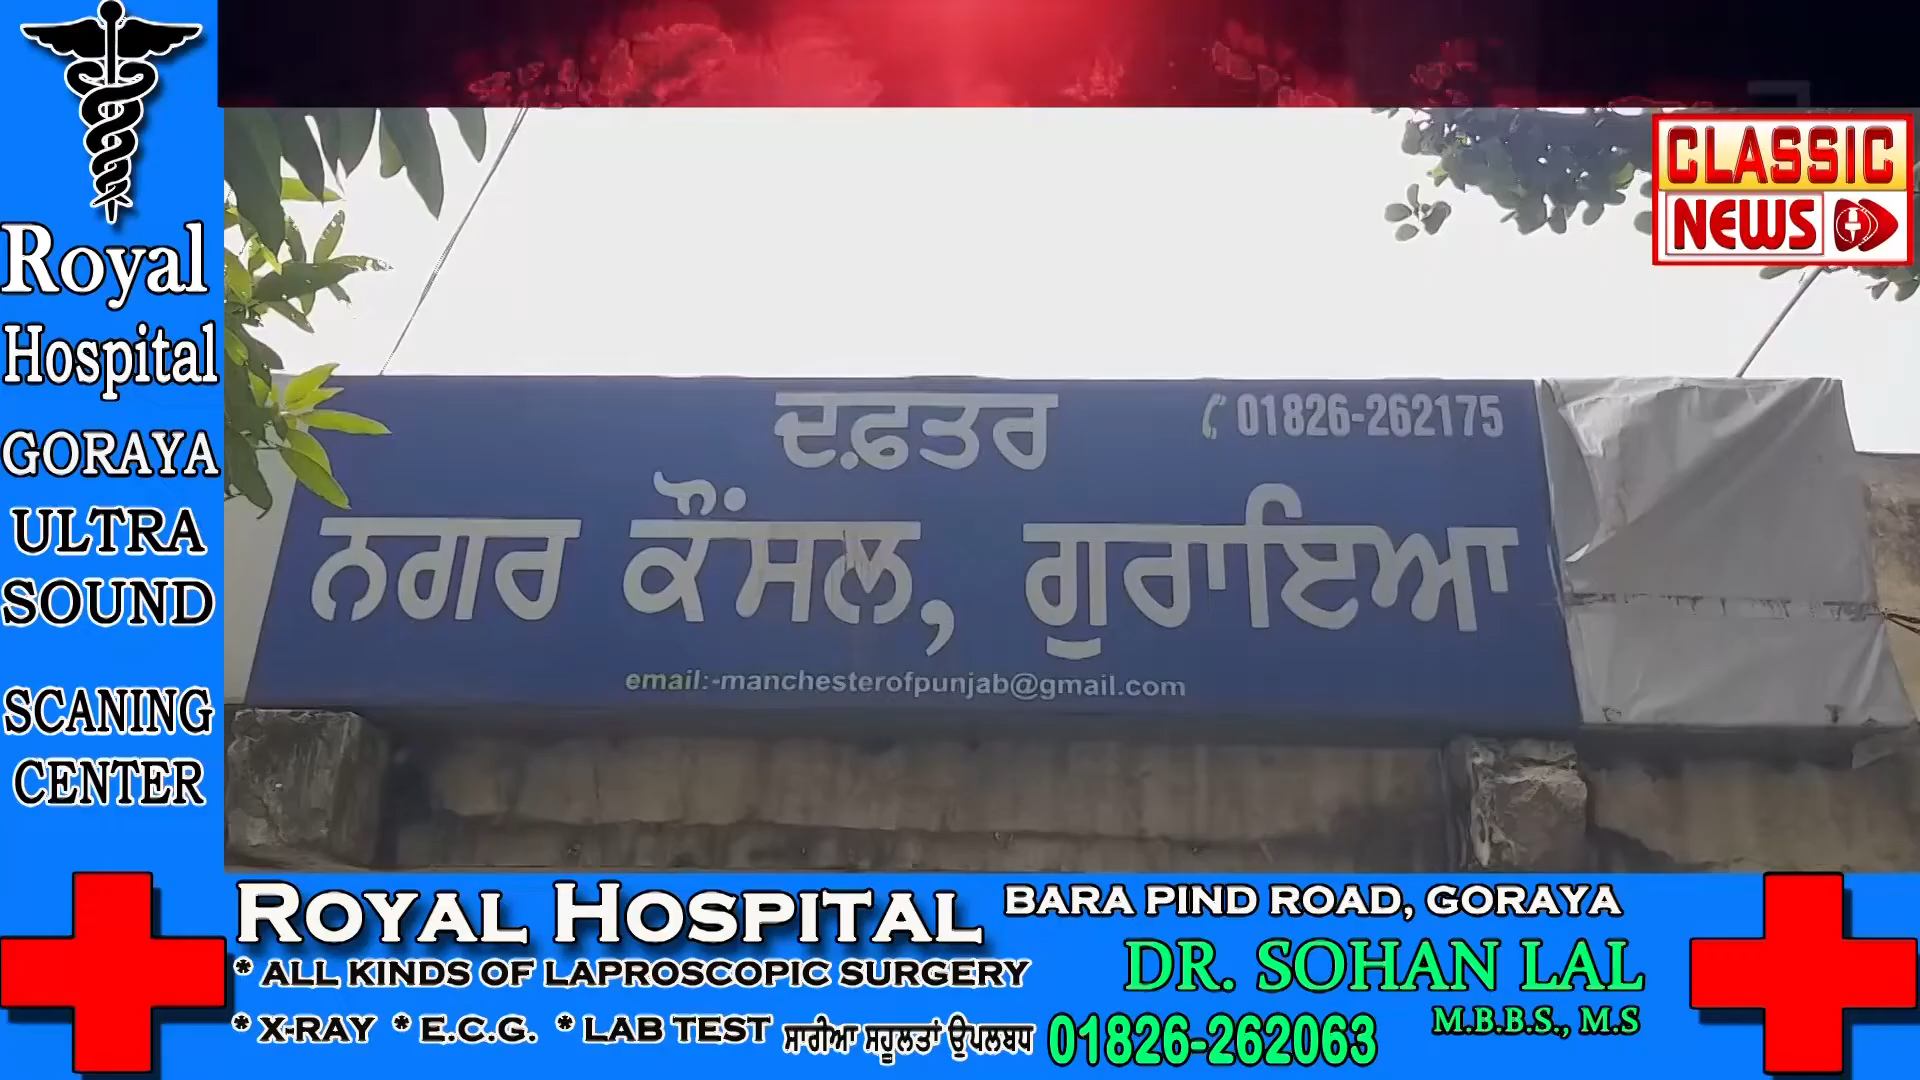 Royal
Hospital
GORAYA
ULTRA
SOUND
SCANING
CENTER
CLASSIC
NEWS
ਦਫ਼ਤਰ
01826-262175
ਨਗਰ ਕੌਂਸਲ, ਗੁਰਾਇਆ
email:-manchesterofpunjab@gmail.com
ROYAL HOSPITAL
BARA PIND ROAD, GORAYA
* ALL KINDS OF LAPROSCOPIC SURGERY
DR. SOHAN LAL
M.B.B.S., M.S
* X-RAY * E.C.G. * LAB TEST ਸਾਰੀਆ ਸਹੂਲਤਾਂ ਉਪਲਬਧ
01826-262063